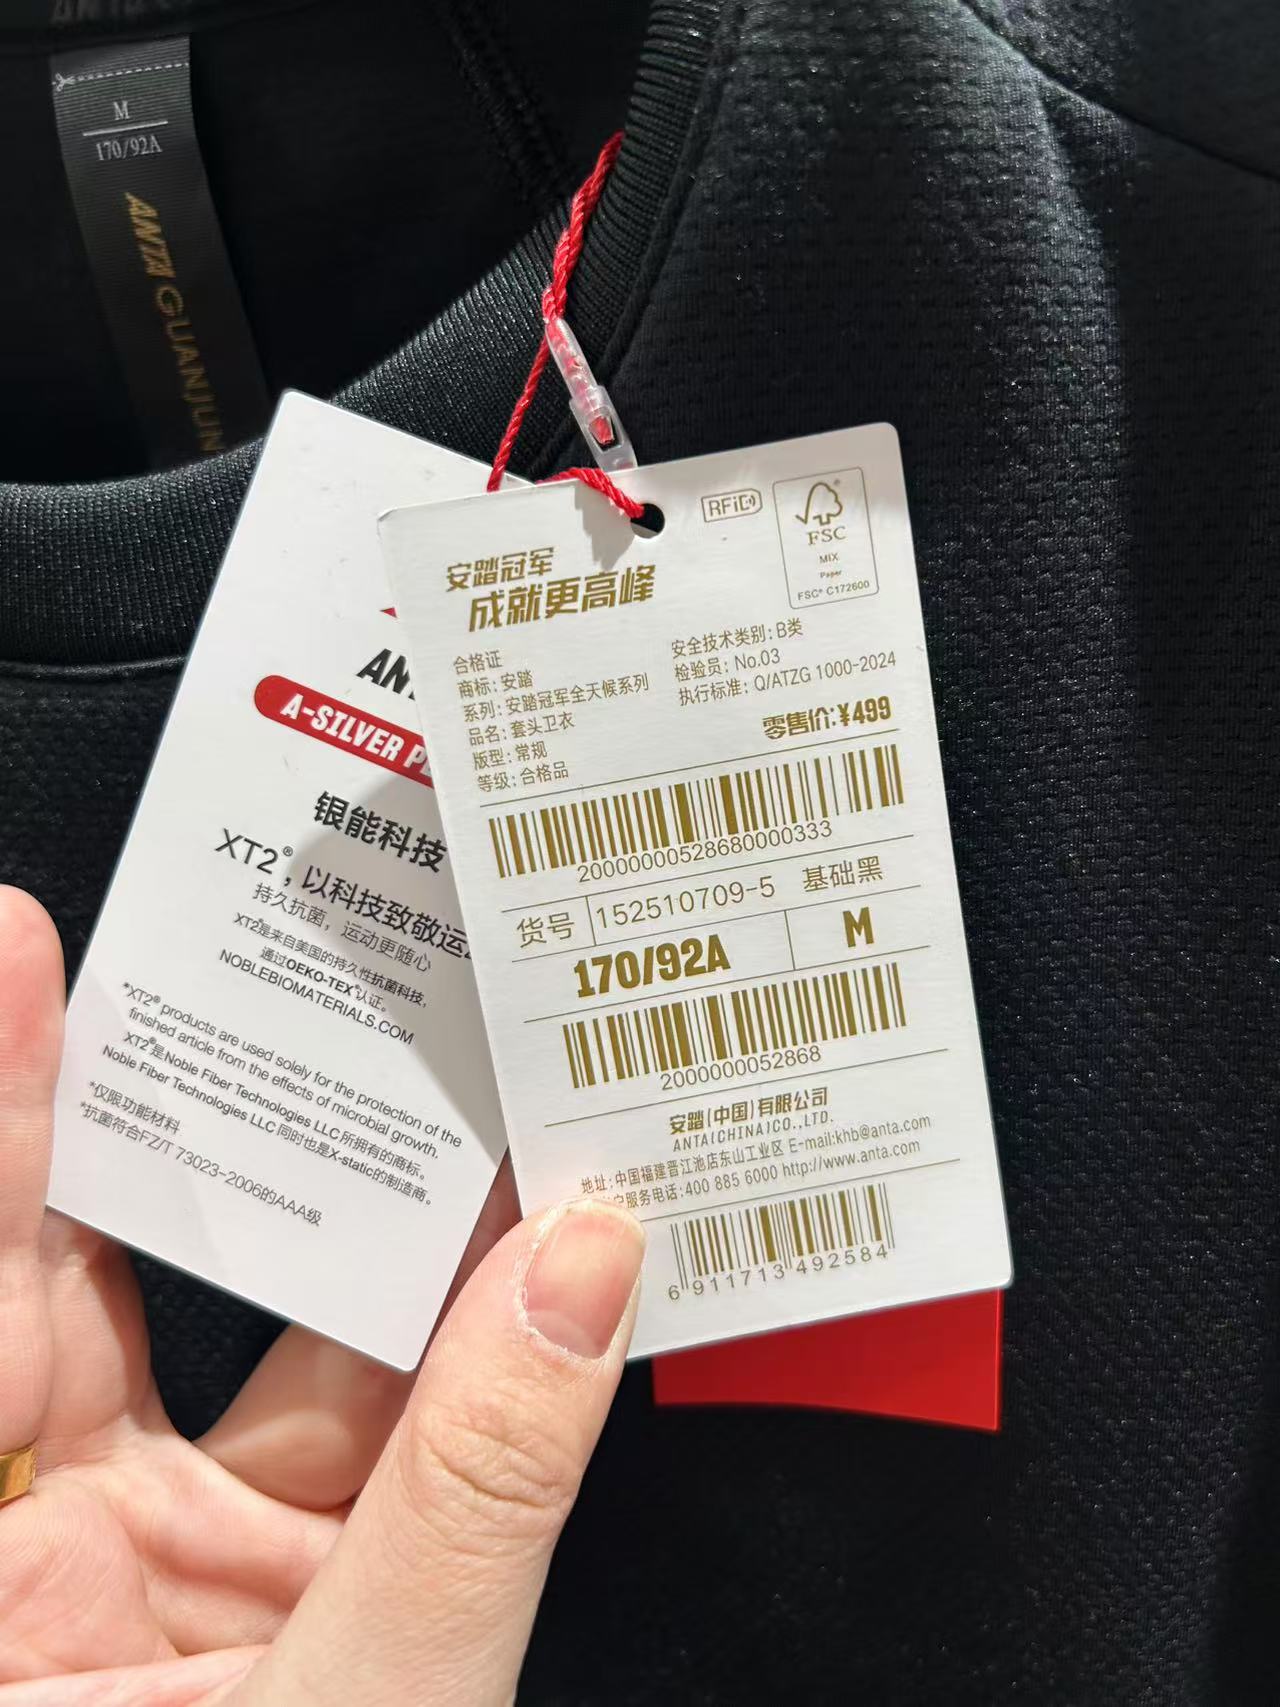 M
170/92A
ANTA GUANJUN
RFID
FSC
MIX
Paper
FSC® C172600
安踏冠军
成就更高峰
合格证
商标: 安踏
系列: 安踏冠军全天候系列
品名: 套头卫衣
版型: 常规
等级: 合格品
安全技术类别: B类
检验员: No.03
执行标准: Q/ATZG 1000-2024
零售价:¥499
20000000528680000333
货号 152510709-5 基础黑
170/92A M
2000000052868
安踏(中国)有限公司
ANTA(CHINA)CO.,LTD.
地址: 中国福建晋江池店东山工业区 E-mail:khb@anta.com
户服务电话: 400 885 6000 http://www.anta.com
6 911713 492584
A-SILVER
银能科技
XT2®, 以科技致敬运
持久抗菌, 运动更随心
XT2®是来自美国的持久性抗菌科技,
通过OEKO-TEX®认证。
NOBLEBIOMATERIALS.COM
*XT2® products are used solely for the protection of the
finished article from the effects of microbial growth.
XT2®是Noble Fiber Technologies LLC所拥有的商标。
Noble Fiber Technologies LLC 同时也是X-static的制造商。
*仅限功能材料
*抗菌符合FZ/T 73023-2006的AAA级